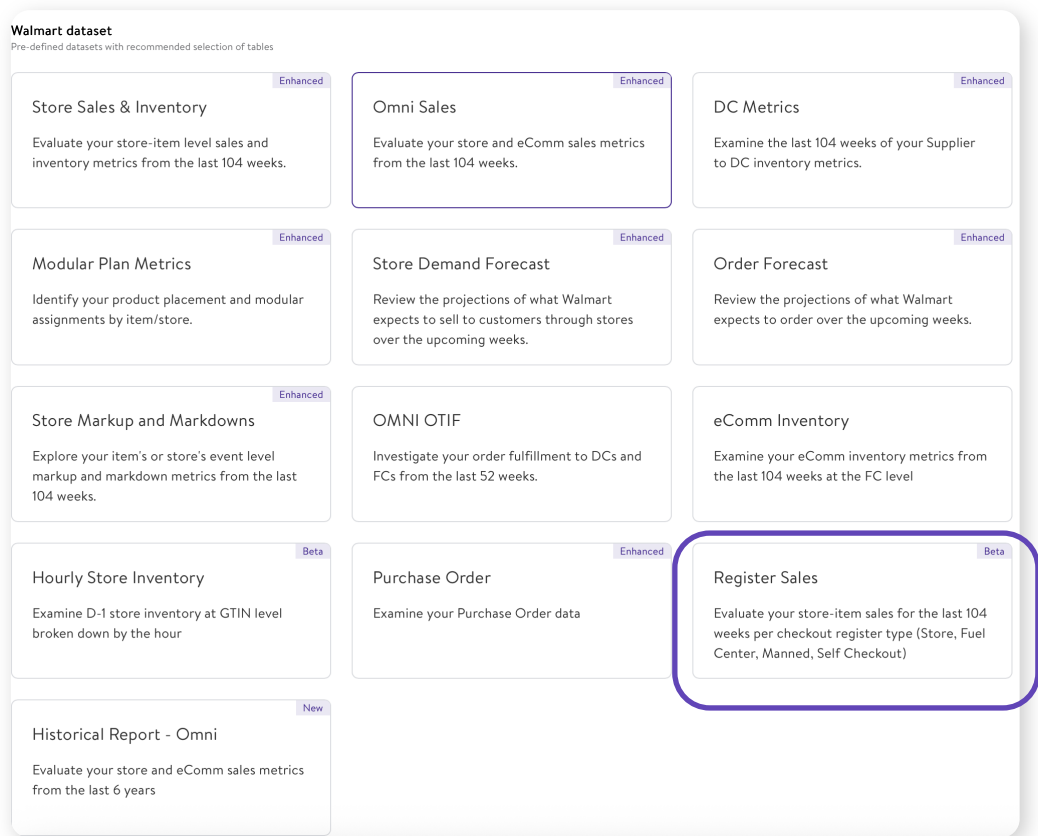 Walmart dataset
Pre-defined datasets with recommended selection of tables
Enhanced
Store Sales & Inventory
Evaluate your store-item level sales and
inventory metrics from the last 104 weeks.
Enhanced
Omni Sales
Evaluate your store and eComm sales metrics
from the last 104 weeks.
Enhanced
DC Metrics
Examine the last 104 weeks of your Supplier
to DC inventory metrics.
Enhanced
Modular Plan Metrics
Identify your product placement and modular
assignments by item/store.
Enhanced
Store Demand Forecast
Review the projections of what Walmart
expects to sell to customers through stores
over the upcoming weeks.
Enhanced
Order Forecast
Review the projections of what Walmart
expects to order over the upcoming weeks.
Enhanced
Store Markup and Markdowns
Explore your item's or store's event level
markup and markdown metrics from the last
104 weeks.
OMNI OTIF
Investigate your order fulfillment to DCs and
FCs from the last 52 weeks.
eComm Inventory
Examine your eComm inventory metrics from
the last 104 weeks at the FC level
Beta
Hourly Store Inventory
Examine D-1 store inventory at GTIN level
broken down by the hour
Enhanced
Purchase Order
Examine your Purchase Order data
Beta
Register Sales
Evaluate your store-item sales for the last 104
weeks per checkout register type (Store, Fuel
Center, Manned, Self Checkout)
New
Historical Report - Omni
Evaluate your store and eComm sales metrics
from the last 6 years